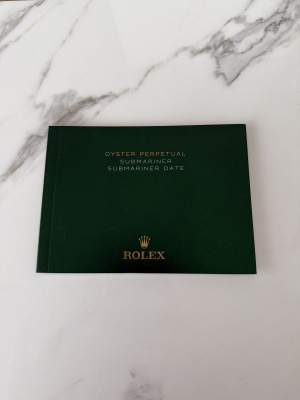 OYSTER PERPETUAL
SUBMARINER
SUBMARINER DATE
ROLEX